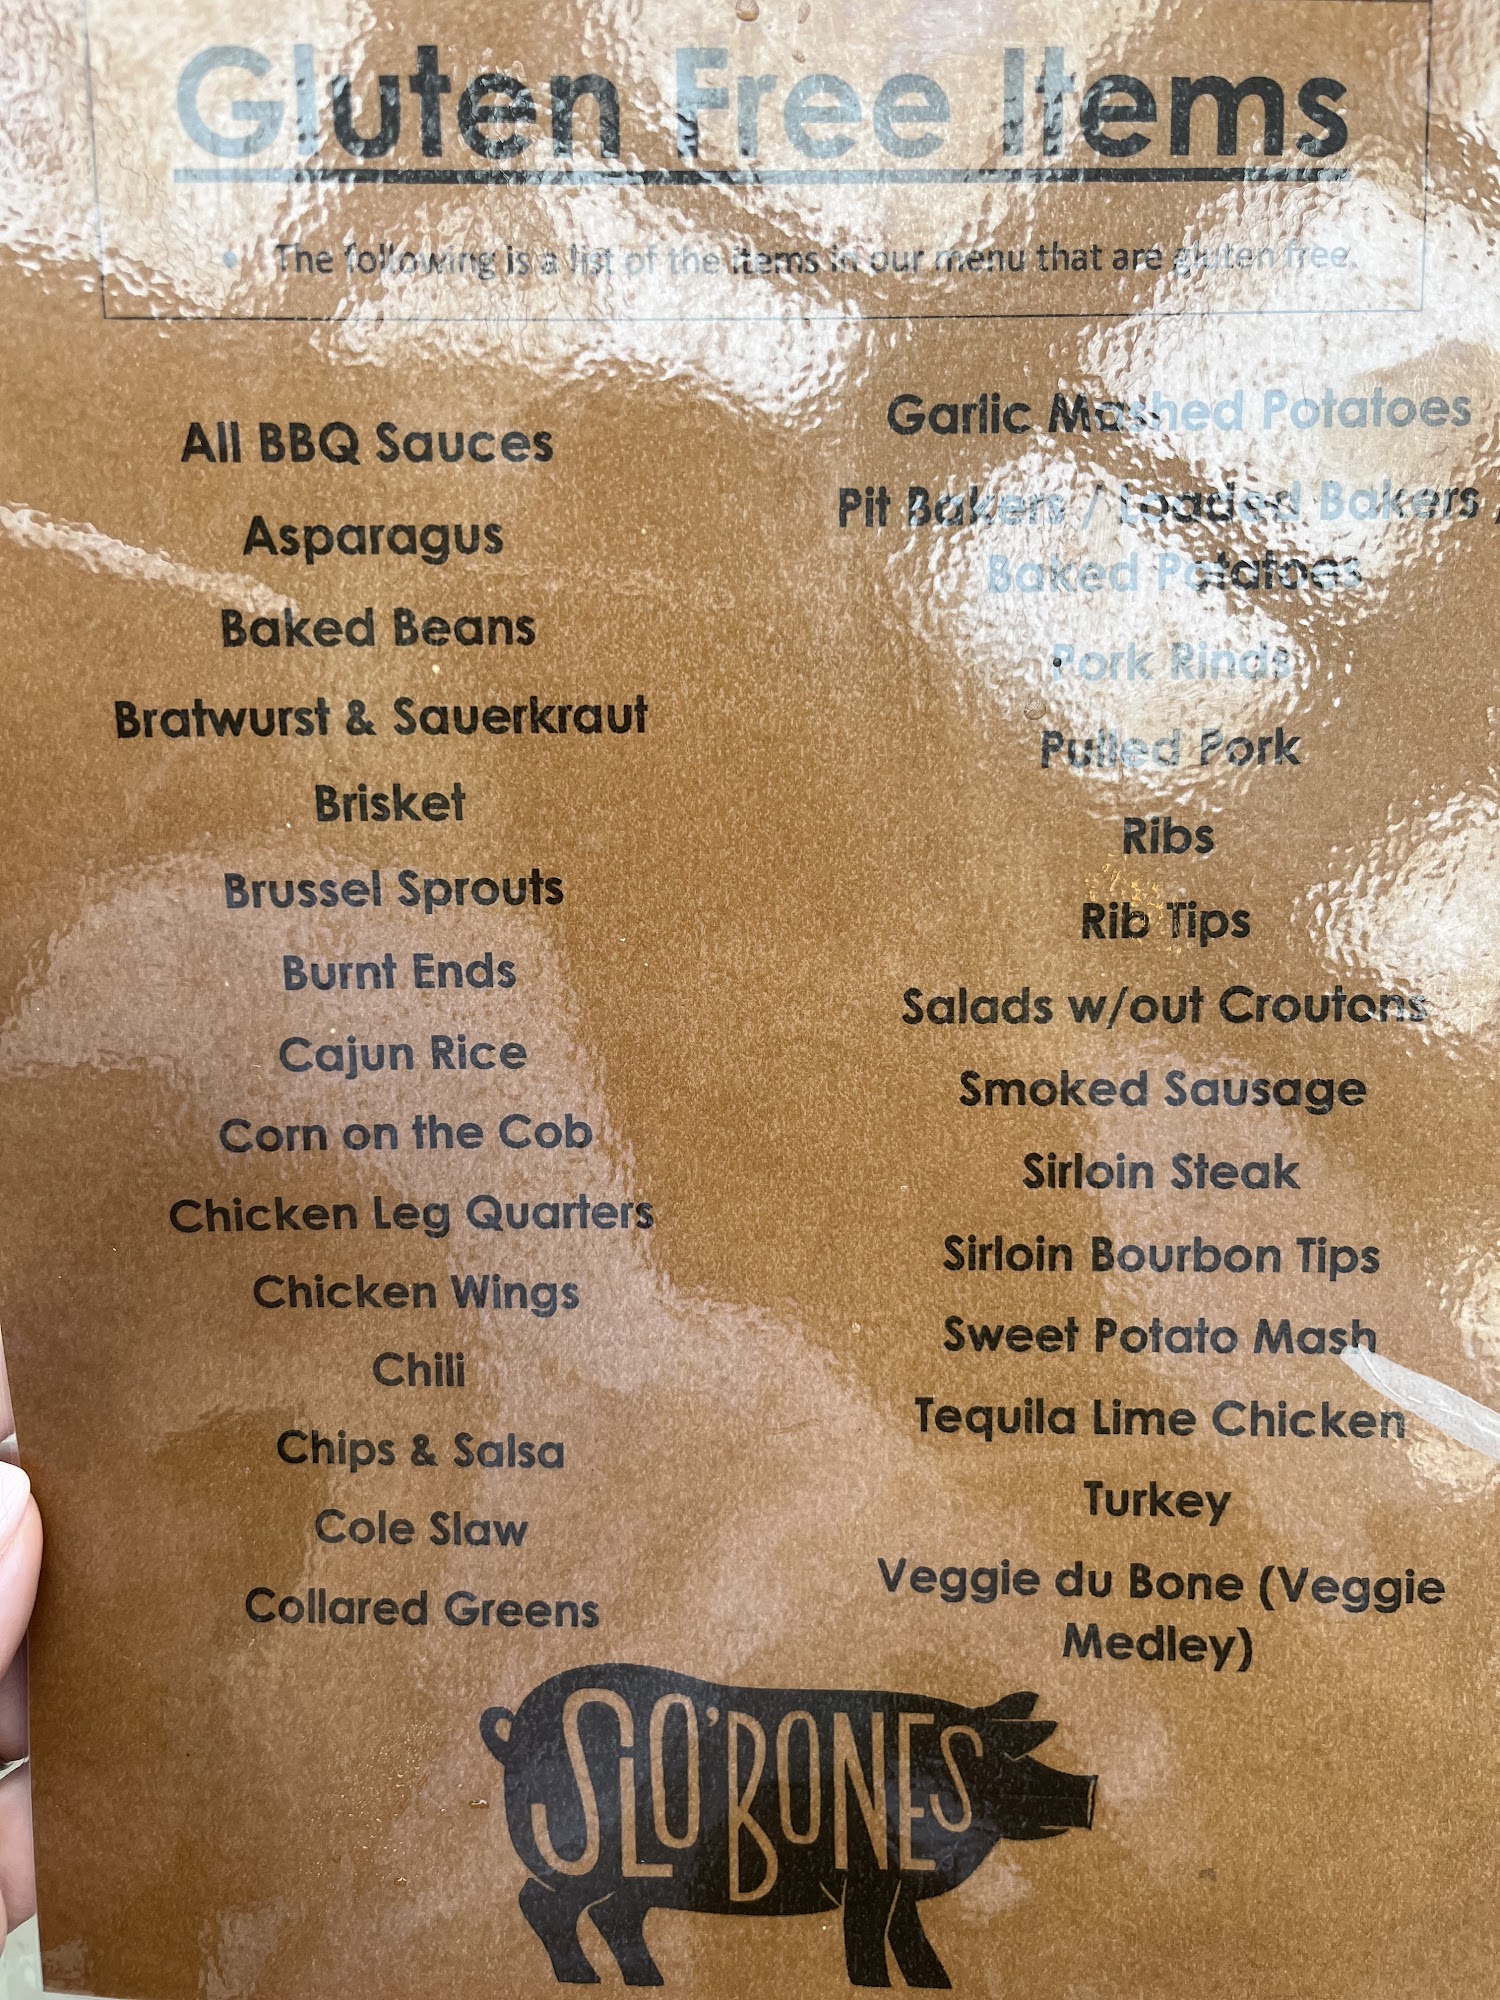 Gluten Free Items
• The following is a list of the items in our menu that are gluten free.
All BBQ Sauces
Asparagus
Baked Beans
Bratwurst & Sauerkraut
Brisket
Brussel Sprouts
Burnt Ends
Cajun Rice
Corn on the Cob
Chicken Leg Quarters
Chicken Wings
Chili
Chips & Salsa
Cole Slaw
Collared Greens
Garlic Mashed Potatoes
Pit Bakers / Loaded Bakers /
Baked Potatoes
Pork Rinds
Pulled Pork
Ribs
Rib Tips
Salads w/out Croutons
Smoked Sausage
Sirloin Steak
Sirloin Bourbon Tips
Sweet Potato Mash
Tequila Lime Chicken
Turkey
Veggie du Bone (Veggie
Medley)
SLO'BONES